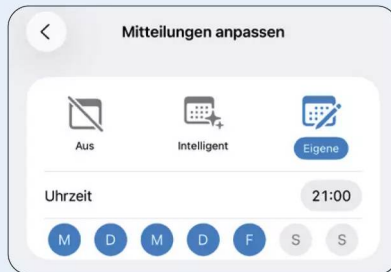 Mitteilungen anpassen
Aus Intelligent Eigene
Uhrzeit 21:00
M D M D F S S